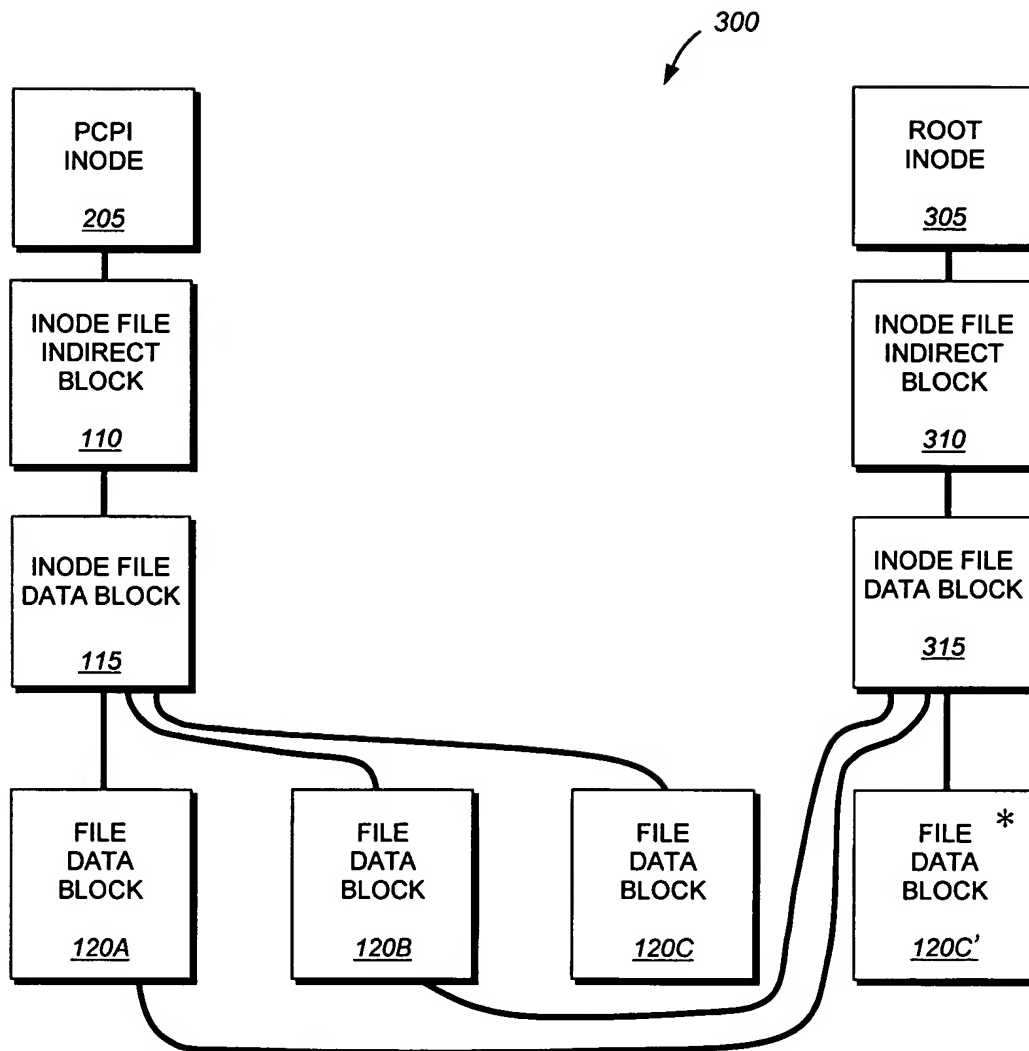 300
PCPI
INODE
205
ROOT
INODE
305
INODE FILE
INDIRECT
BLOCK
110
INODE FILE
INDIRECT
BLOCK
310
INODE FILE
DATA BLOCK
115
INODE FILE
DATA BLOCK
315
FILE
DATA
BLOCK
120A
FILE
DATA
BLOCK
120B
FILE
DATA
BLOCK
120C
FILE *
DATA
BLOCK
120C'